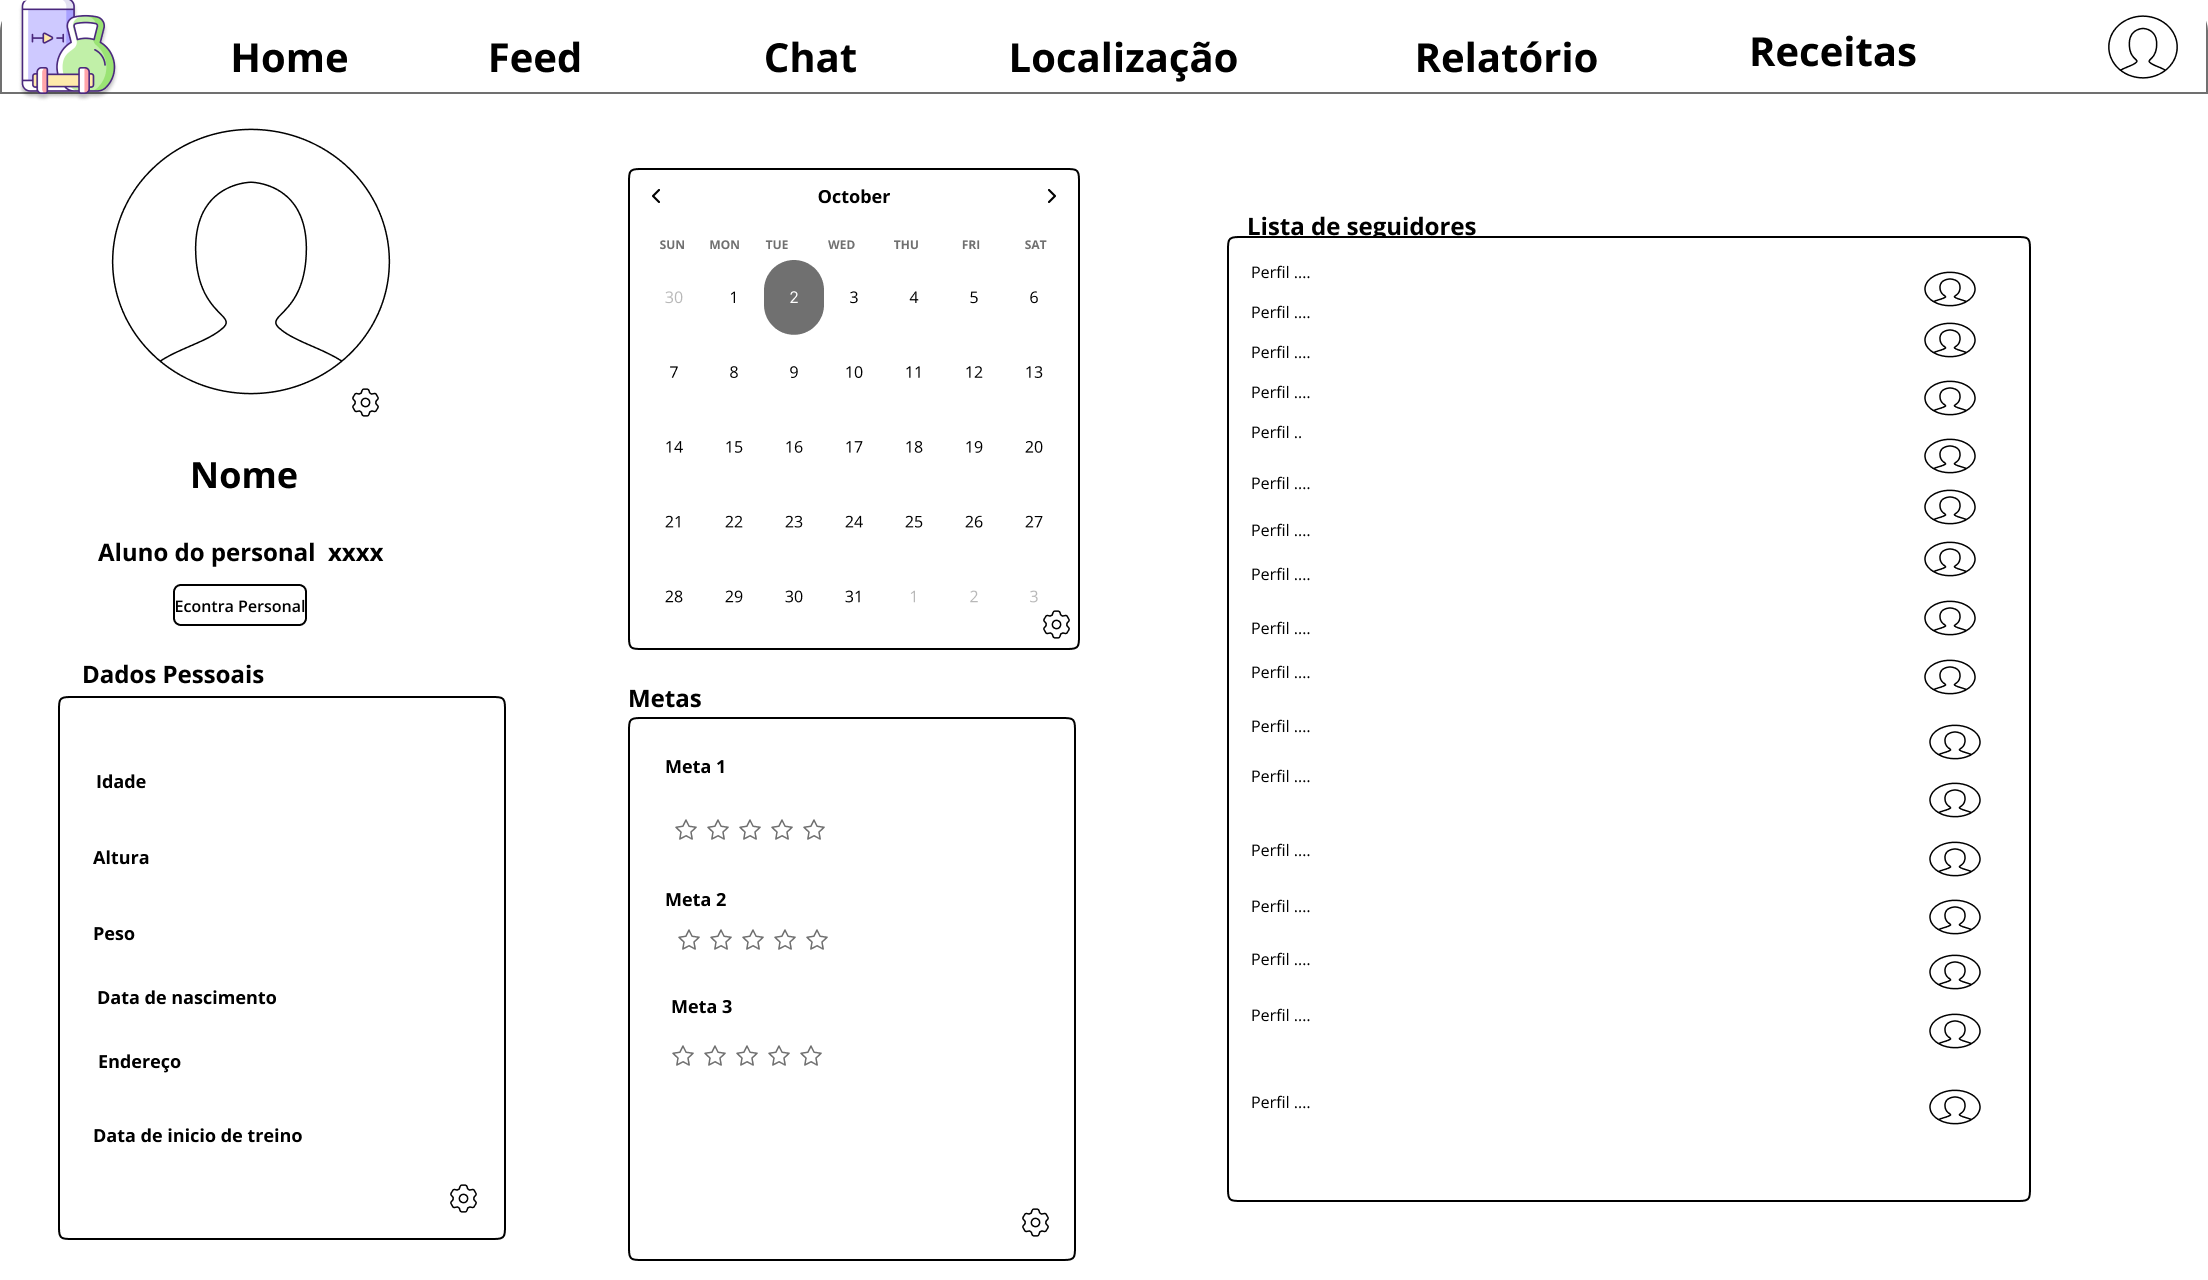 Home Feed Chat Localização Relatório Receitas
Nome
Aluno do personal xxxx
Econtra Personal
Dados Pessoais
Idade
Altura
Peso
Data de nascimento
Endereço
Data de inicio de treino
October
SUN MON TUE WED THU FRI SAT
30 1 2 3 4 5 6
7 8 9 10 11 12 13
14 15 16 17 18 19 20
21 22 23 24 25 26 27
28 29 30 31 1 2 3
Metas
Meta 1
Meta 2
Meta 3
Lista de seguidores
Perfil ....
Perfil ....
Perfil ....
Perfil ....
Perfil ..
Perfil ....
Perfil ....
Perfil ....
Perfil ....
Perfil ....
Perfil ....
Perfil ....
Perfil ....
Perfil ....
Perfil ....
Perfil ....
Perfil ....